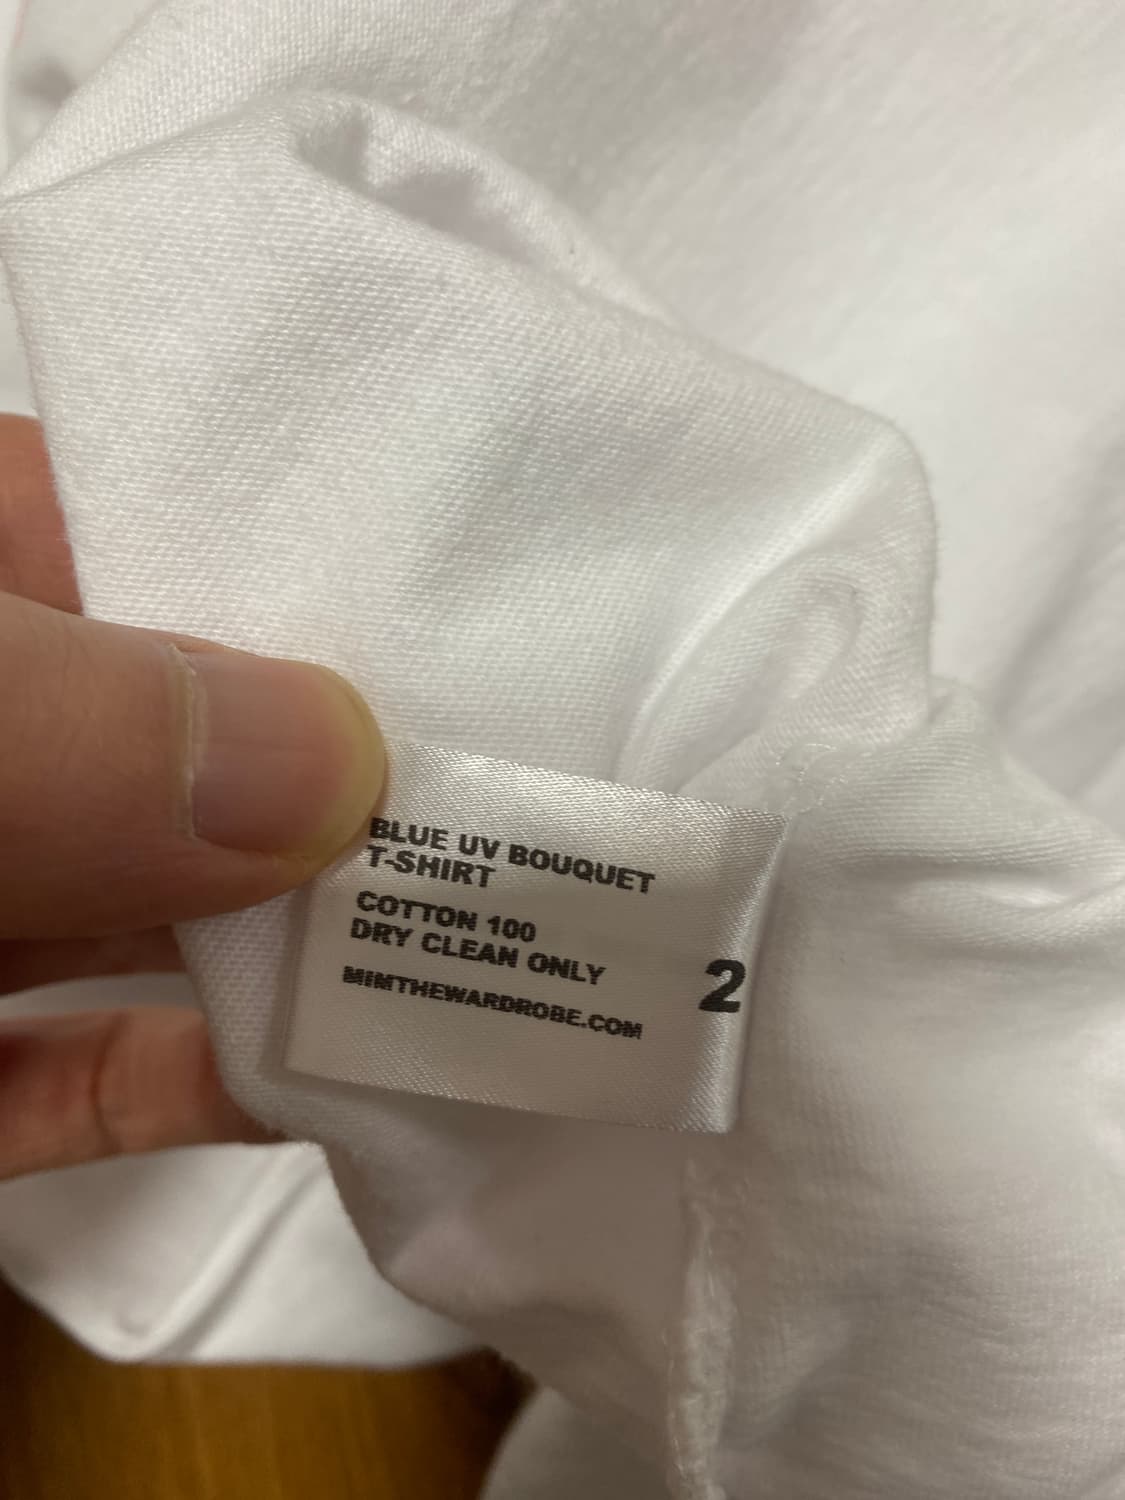 BLUE UV BOUQUET
T-SHIRT
COTTON 100
DRY CLEAN ONLY
2
MIMTHEWARDROBE.COM